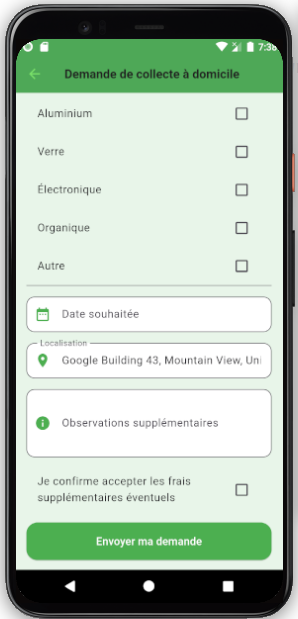 7:38
Demande de collecte à domicile
Aluminium
Verre
Électronique
Organique
Autre
Date souhaitée
Localisation
Google Building 43, Mountain View, Uni
Observations supplémentaires
Je confirme accepter les frais
supplémentaires éventuels
Envoyer ma demande